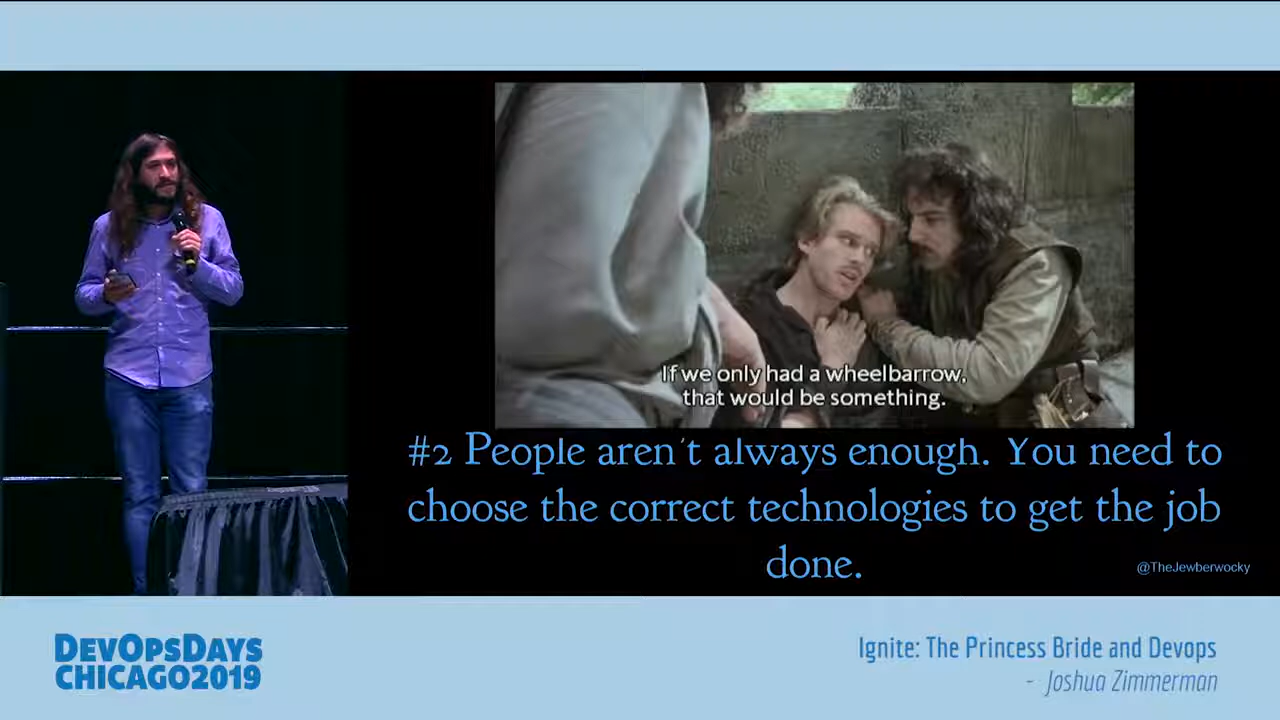 If we only had a wheelbarrow,
that would be something.
#2 People aren't always enough. You need to
choose the correct technologies to get the job
done.
@TheJewberwocky
DEVOPSDAYS
CHICAGO2019
Ignite: The Princess Bride and Devops
- Joshua Zimmerman